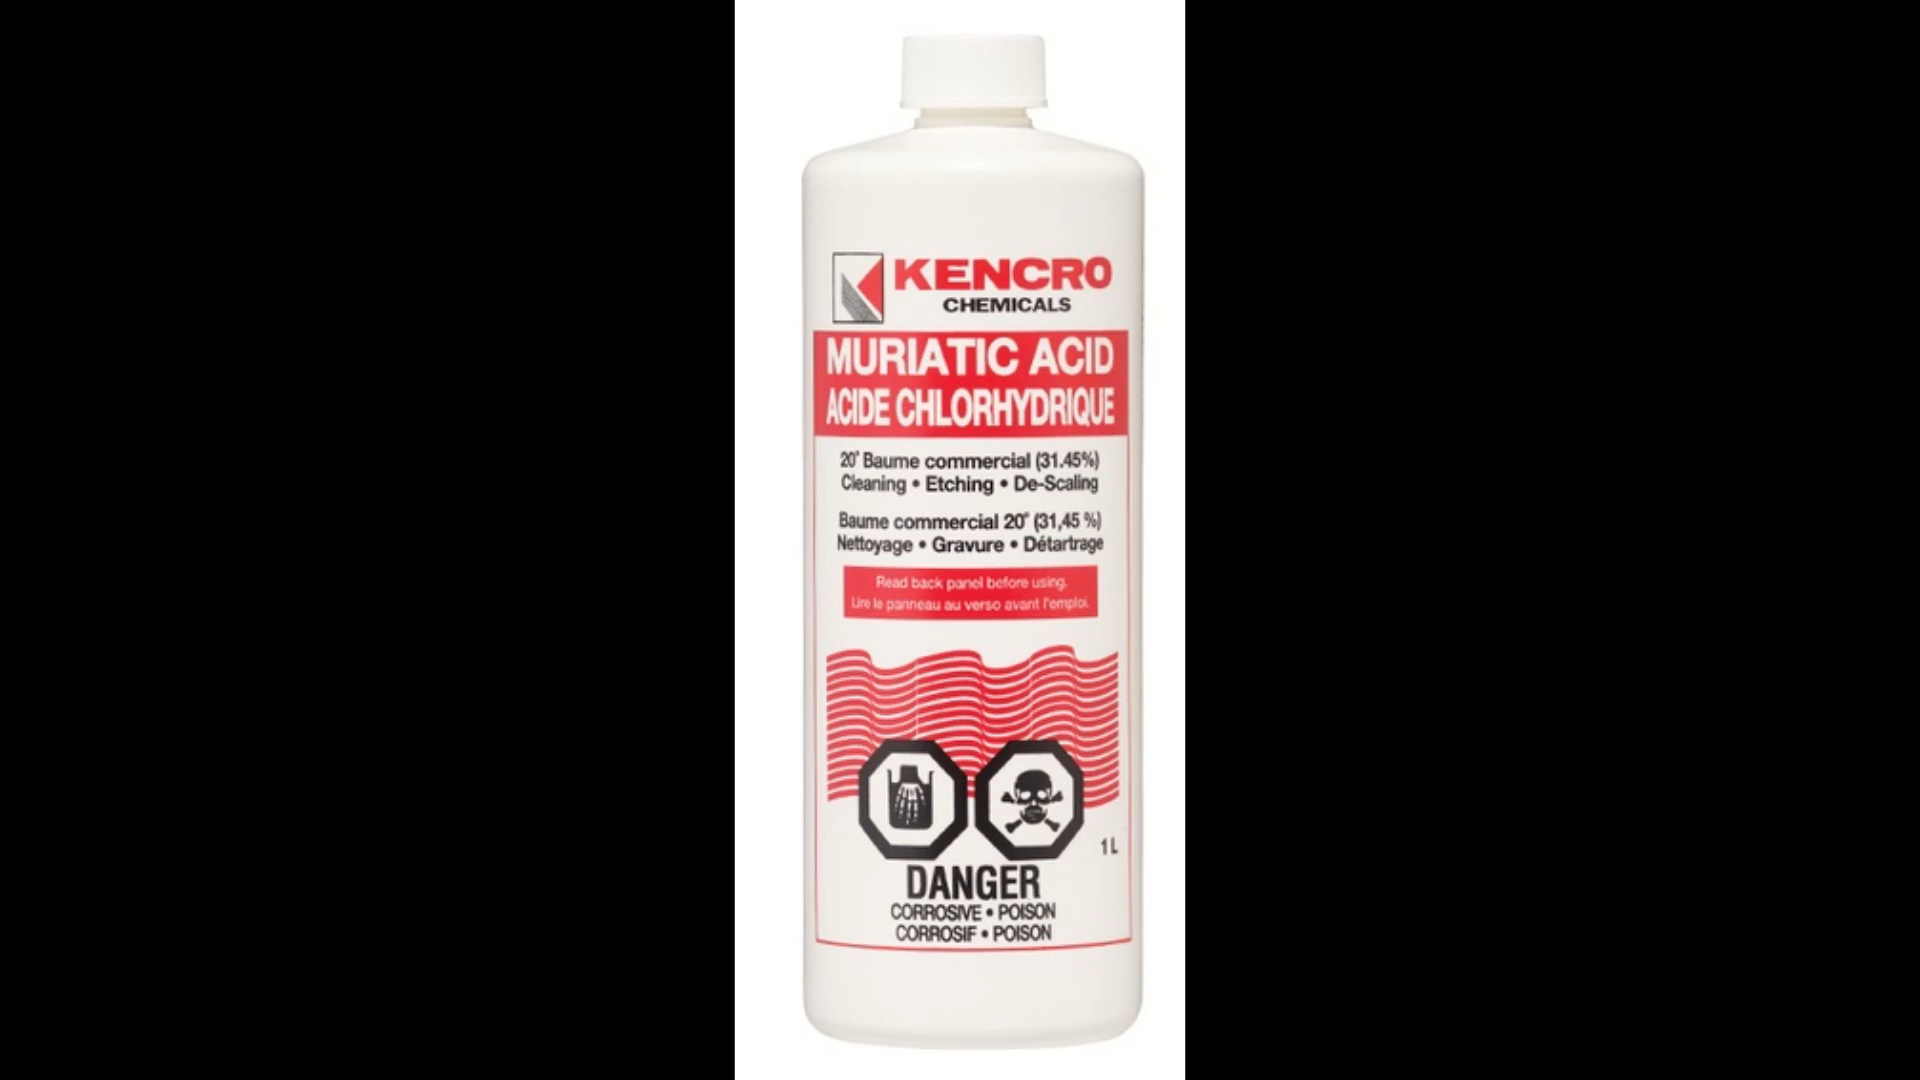 KENCRO
CHEMICALS
MURIATIC ACID
ACIDE CHLORHYDRIQUE
20° Baume commercial (31.45%)
Cleaning • Etching • De-Scaling
Baume commercial 20° (31,45 %)
Nettoyage • Gravure • Détartrage
Read back panel before using.
Lire le panneau au verso avant l'emploi.
1 L
DANGER
CORROSIVE • POISON
CORROSIF • POISON